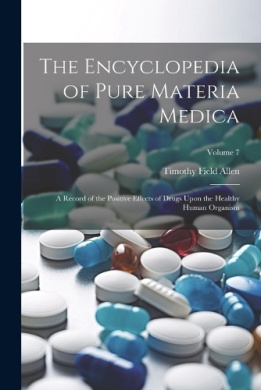 The Encyclopedia
of Pure Materia
Medica
Volume 7
Timothy Field Allen
A Record of the Positive Effects of Drugs Upon the Healthy
Human Organism